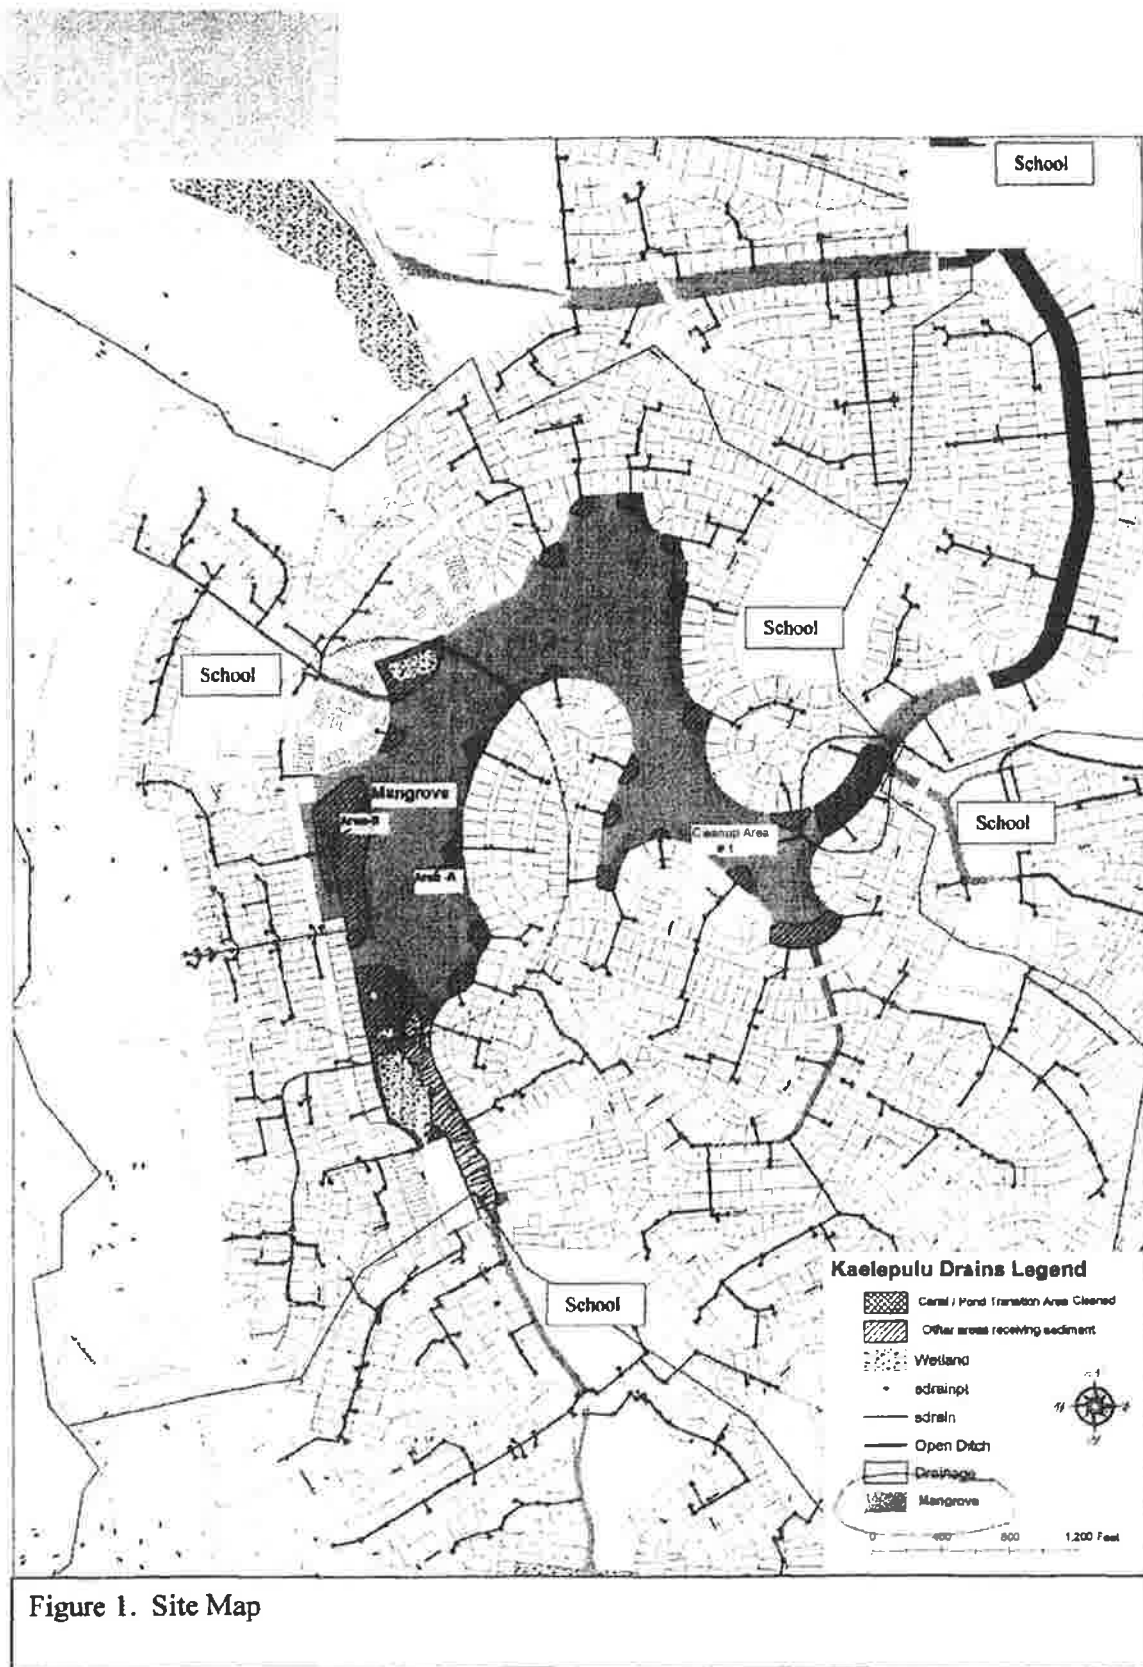 School
School
School
Mangrove
Area-B
Cleanup Area
# 1
School
Area -A
School
Kaelepulu Drains Legend
Canal / Pond Transition Area Cleaned
Other areas receiving sediment
Wetland
sdrainpt
sdrain
Open Ditch
Drainage
Mangrove
0 400 800 1,200 Feet
Figure 1. Site Map